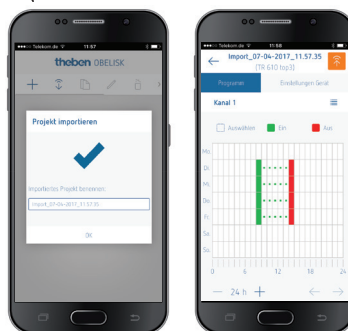 Telekom.de 11:57
theben OBELISK
Projekt importieren
Importiertes Projekt benennen:
Import_07-04-2017_11.57.35
OK
Telekom.de 11:58
Import_07-04-2017_11.57.35
[TR 610 top3]
Programm
Einstellungen Gerät
Kanal 1
Auswählen
Ein
Aus
Mo.
Di.
Mi.
Do.
Fr.
Sa.
So.
0 6 12 18 24
24 h